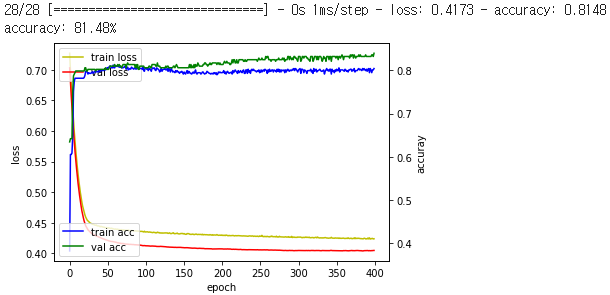 28/28 [==============================] - 0s 1ms/step - loss: 0.4173 - accuracy: 0.8148
accuracy: 81.48%
train loss
val loss
0.70
0.65
0.60
0.55
0.50
0.45
0.40
loss
0.8
0.7
0.6
0.5
0.4
accuray
train acc
val acc
0 50 100 150 200 250 300 350 400
epoch